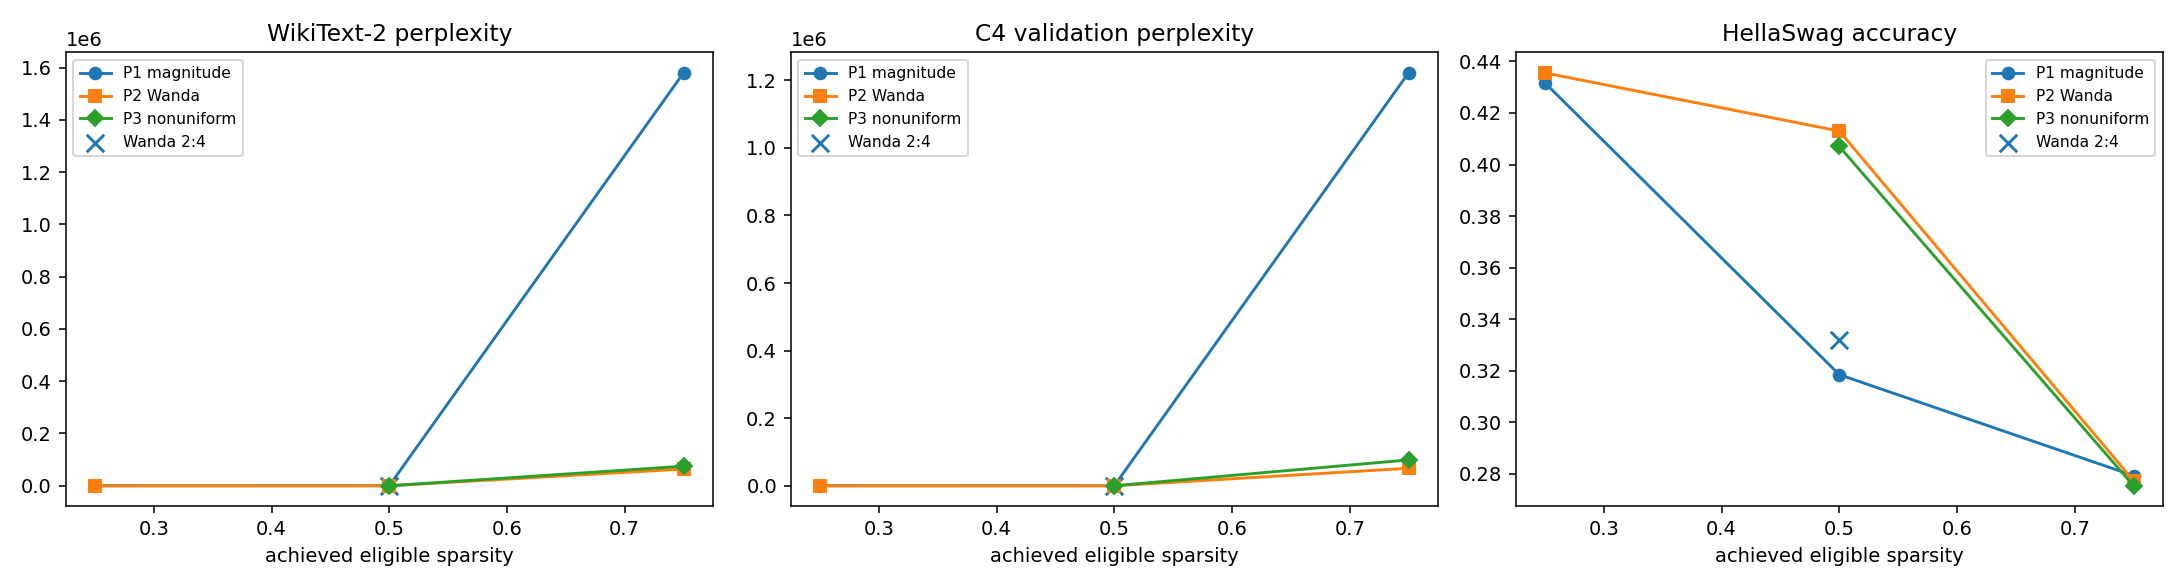 WikiText-2 perplexity
1e6
P1 magnitude
P2 Wanda
P3 nonuniform
Wanda 2:4
1.6
1.4
1.2
1.0
0.8
0.6
0.4
0.2
0.0
0.3 0.4 0.5 0.6 0.7
achieved eligible sparsity
C4 validation perplexity
1e6
P1 magnitude
P2 Wanda
P3 nonuniform
Wanda 2:4
1.2
1.0
0.8
0.6
0.4
0.2
0.0
0.3 0.4 0.5 0.6 0.7
achieved eligible sparsity
HellaSwag accuracy
P1 magnitude
P2 Wanda
P3 nonuniform
Wanda 2:4
0.44
0.42
0.40
0.38
0.36
0.34
0.32
0.30
0.28
0.3 0.4 0.5 0.6 0.7
achieved eligible sparsity